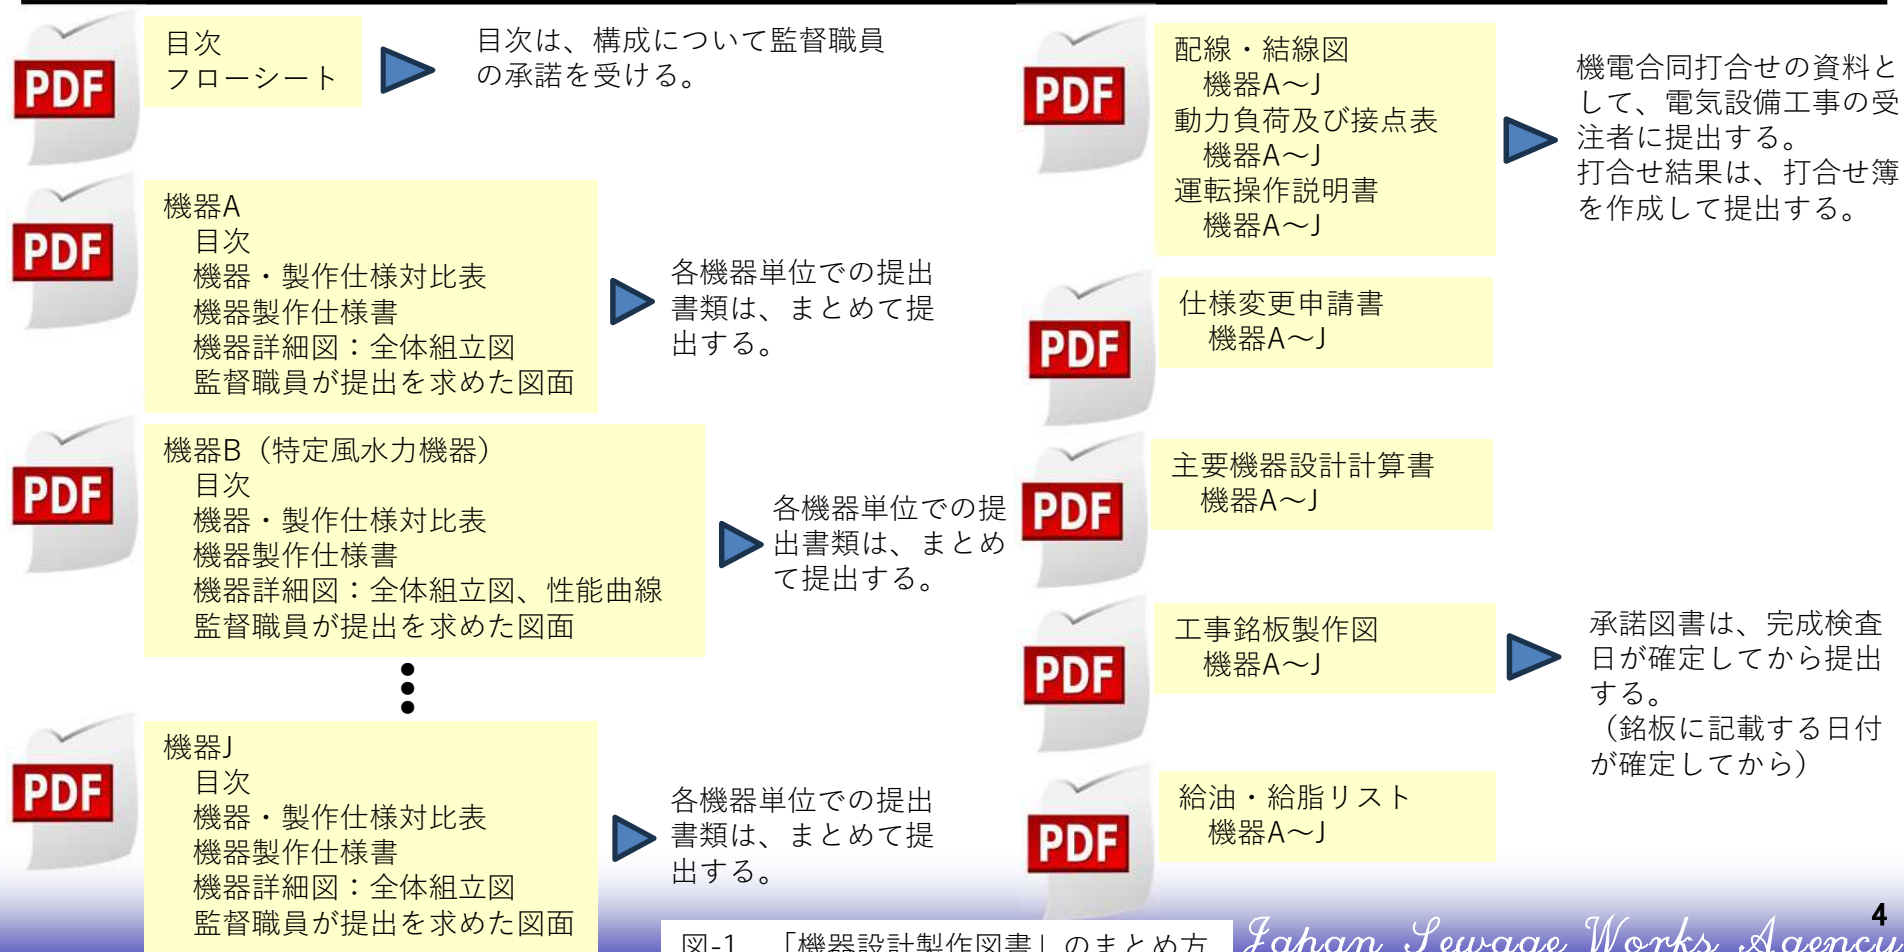 PDF
目次
フローシート
目次は、構成について監督職員
の承諾を受ける。
PDF
機器A
目次
機器・製作仕様対比表
機器製作仕様書
機器詳細図：全体組立図
監督職員が提出を求めた図面
各機器単位での提出
書類は、まとめて提
出する。
PDF
機器B（特定風水力機器）
目次
機器・製作仕様対比表
機器製作仕様書
機器詳細図：全体組立図、性能曲線
監督職員が提出を求めた図面
各機器単位での提
出書類は、まとめ
て提出する。
PDF
機器J
目次
機器・製作仕様対比表
機器製作仕様書
機器詳細図：全体組立図
監督職員が提出を求めた図面
各機器単位での提出
書類は、まとめて提
出する。
PDF
配線・結線図
機器A～J
動力負荷及び接点表
機器A～J
運転操作説明書
機器A～J
機電合同打合せの資料と
して、電気設備工事の受
注者に提出する。
打合せ結果は、打合せ簿
を作成して提出する。
PDF
仕様変更申請書
機器A～J
PDF
主要機器設計計算書
機器A～J
PDF
工事銘板製作図
機器A～J
承諾図書は、完成検査
日が確定してから提出
する。
（銘板に記載する日付
が確定してから）
PDF
給油・給脂リスト
機器A～J
図-1 「機器設計製作図書」のまとめ方
Japan Sewage Works Agency
4